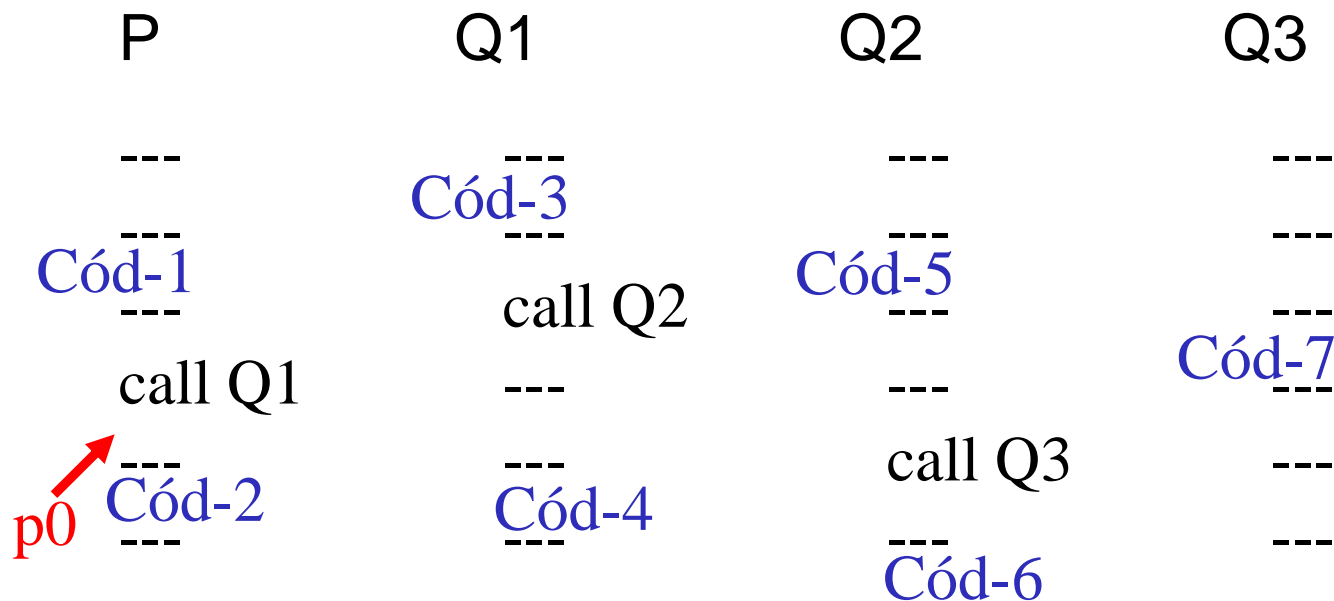 P Q1 Q2 Q3
--- --- --- ---
Cód-3
--- --- ---
Cód-1 Cód-5
call Q2
--- --- ---
Cód-7
call Q1
--- --- ---
call Q3
--- --- ---
Cód-2 Cód-4
p0
--- --- --- ---
Cód-6